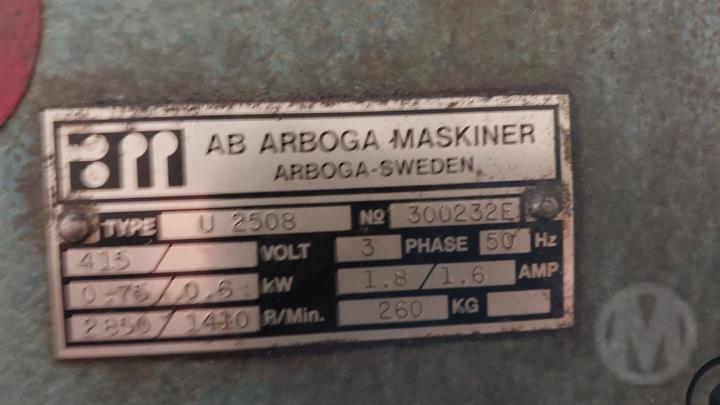 AB ARBOGA MASKINER
ARBOGA-SWEDEN
TYPE U 2508 No 300232E
415 / VOLT 3 PHASE 50 Hz
0.75 / 0.6 kW 1.8 / 1.6 AMP
2850 / 1410 R/Min. 260 KG
M